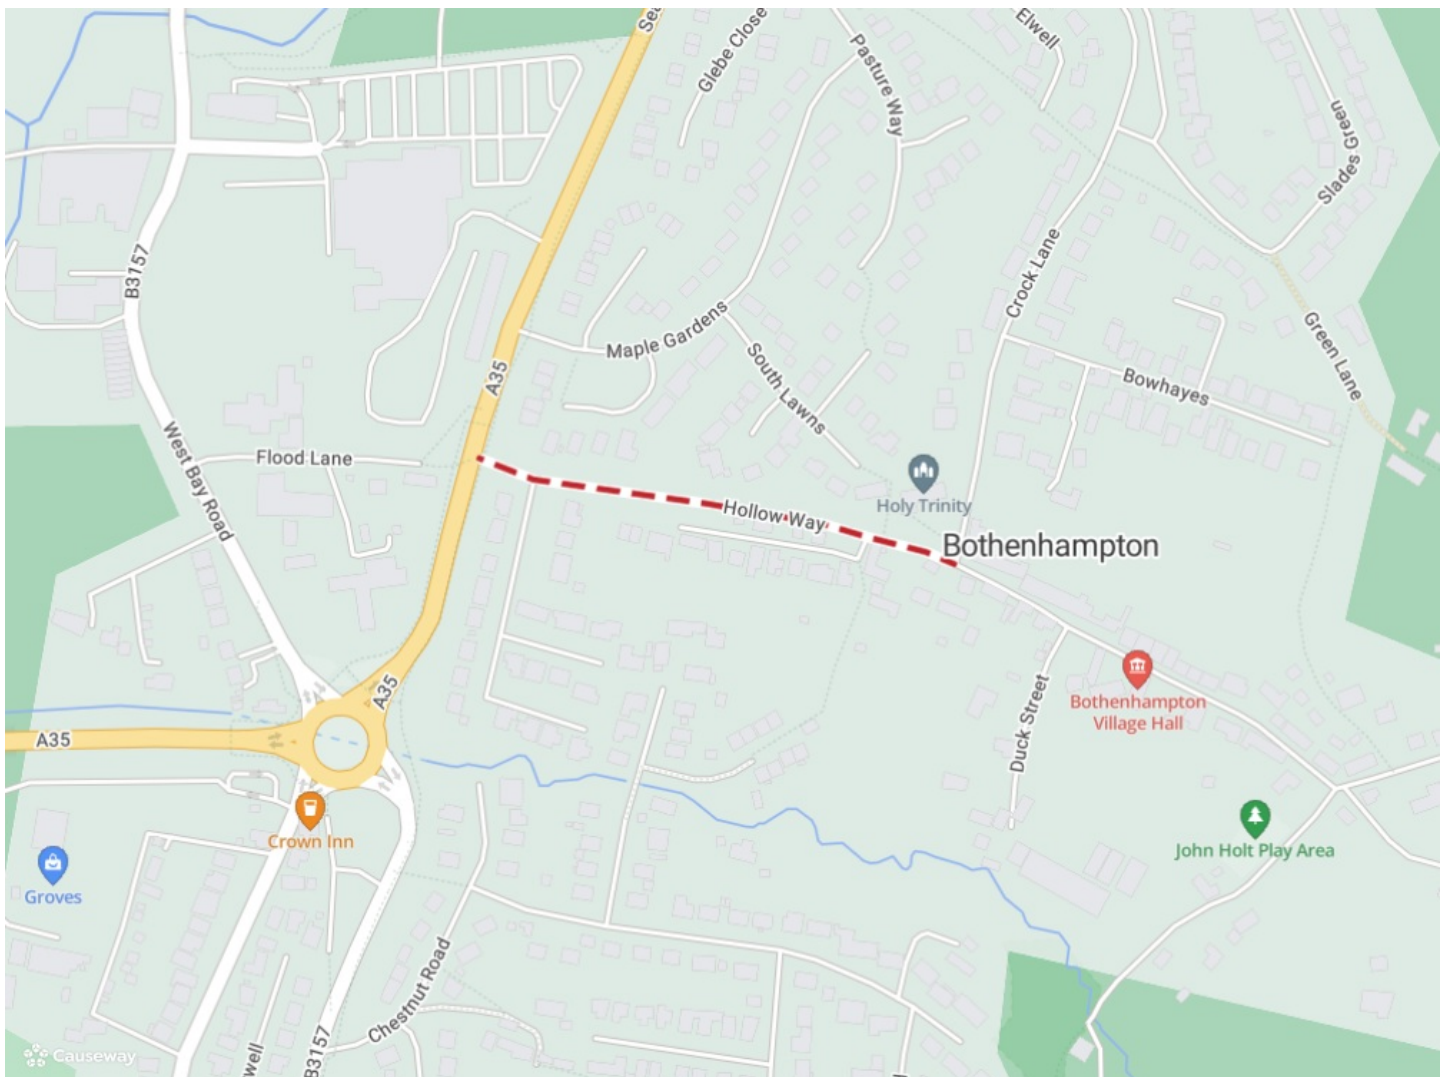 Sea
Glebe Close
Pasture Way
Elwell
Slades Green
B3157
Crock Lane
Maple Gardens
A35
South Lawns
Bowhayes
Green Lane
West Bay Road
Flood Lane
Holy Trinity
Hollow Way
Bothenhampton
A35
A35
Duck Street
Bothenhampton
Village Hall
Crown Inn
John Holt Play Area
Groves
Chestnut Road
B3157
well
Causeway